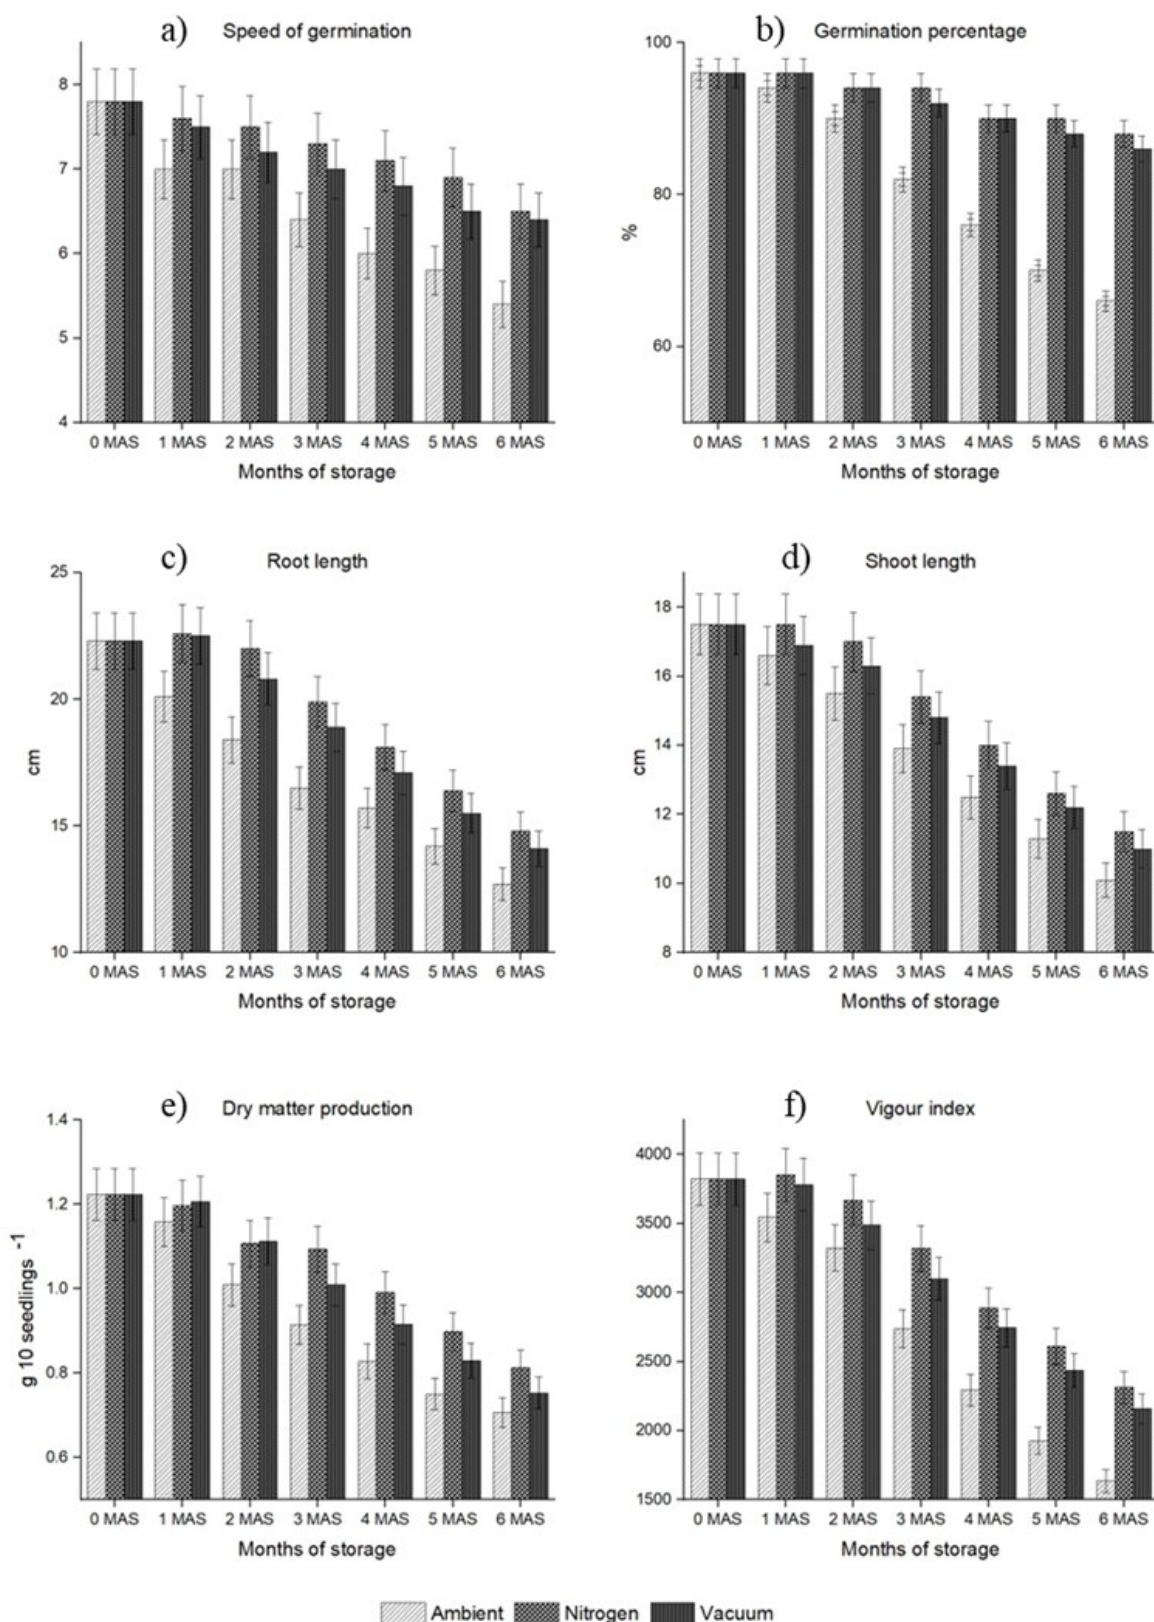 a) Speed of germination
8
7
6
5
4
0 MAS 1 MAS 2 MAS 3 MAS 4 MAS 5 MAS 6 MAS
Months of storage
b) Germination percentage
%
100
80
60
0 MAS 1 MAS 2 MAS 3 MAS 4 MAS 5 MAS 6 MAS
Months of storage
c) Root length
cm
25
20
15
10
0 MAS 1 MAS 2 MAS 3 MAS 4 MAS 5 MAS 6 MAS
Months of storage
d) Shoot length
cm
18
16
14
12
10
8
0 MAS 1 MAS 2 MAS 3 MAS 4 MAS 5 MAS 6 MAS
Months of storage
e) Dry matter production
g 10 seedlings -1
1.4
1.2
1.0
0.8
0.6
0 MAS 1 MAS 2 MAS 3 MAS 4 MAS 5 MAS 6 MAS
Months of storage
f) Vigour index
4000
3500
3000
2500
2000
1500
0 MAS 1 MAS 2 MAS 3 MAS 4 MAS 5 MAS 6 MAS
Months of storage
Ambient Nitrogen Vacuum